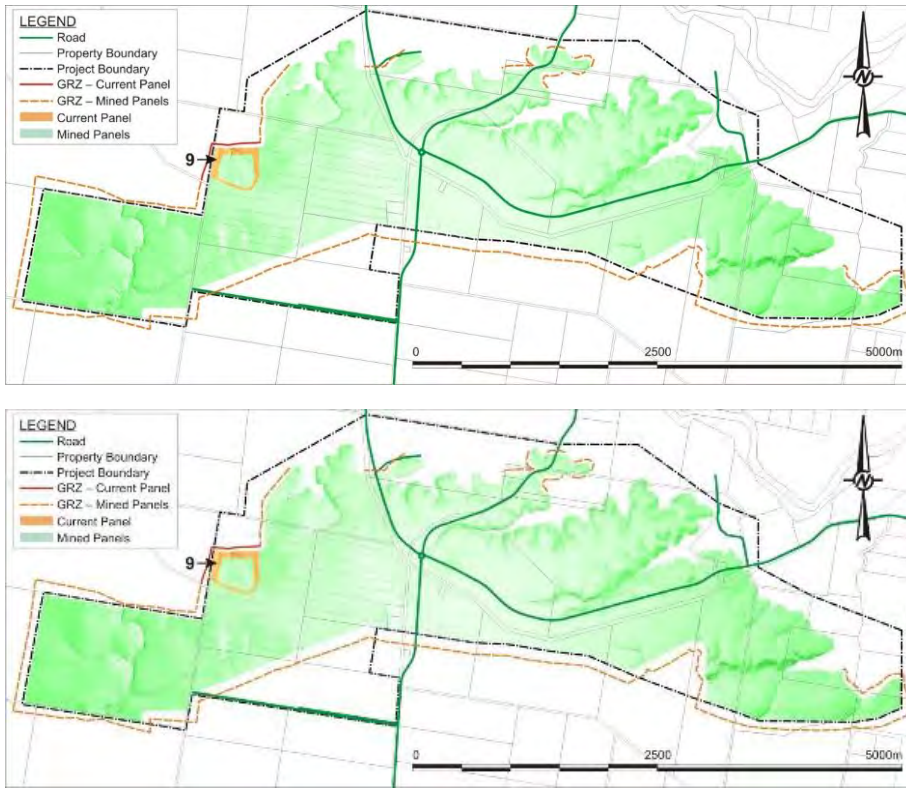 LEGEND
Road
Property Boundary
Project Boundary
GRZ – Current Panel
GRZ – Mined Panels
Current Panel
Mined Panels
N
9
0 2500 5000m
LEGEND
Road
Property Boundary
Project Boundary
GRZ – Current Panel
GRZ – Mined Panels
Current Panel
Mined Panels
N
9
0 2500 5000m